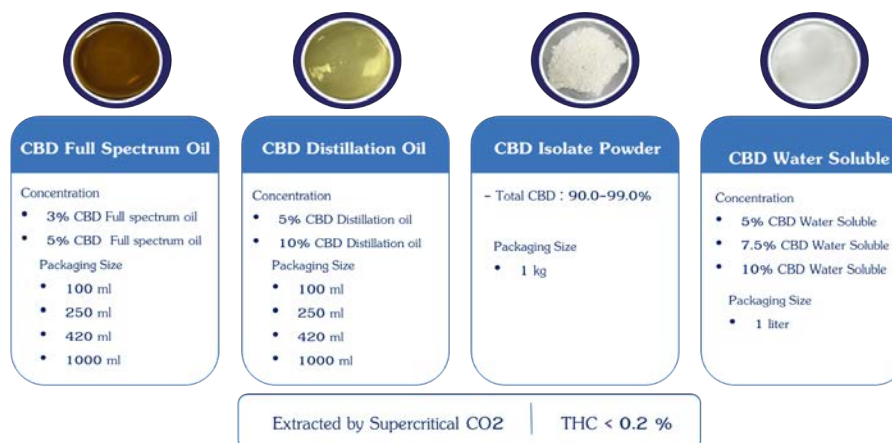 CBD Full Spectrum Oil
Concentration
• 3% CBD Full spectrum oil
• 5% CBD Full spectrum oil
Packaging Size
• 100 ml
• 250 ml
• 420 ml
• 1000 ml
CBD Distillation Oil
Concentration
• 5% CBD Distillation oil
• 10% CBD Distillation oil
Packaging Size
• 100 ml
• 250 ml
• 420 ml
• 1000 ml
CBD Isolate Powder
- Total CBD : 90.0-99.0%
Packaging Size
• 1 kg
CBD Water Soluble
Concentration
• 5% CBD Water Soluble
• 7.5% CBD Water Soluble
• 10% CBD Water Soluble
Packaging Size
• 1 liter
Extracted by Supercritical CO2 | THC < 0.2 %